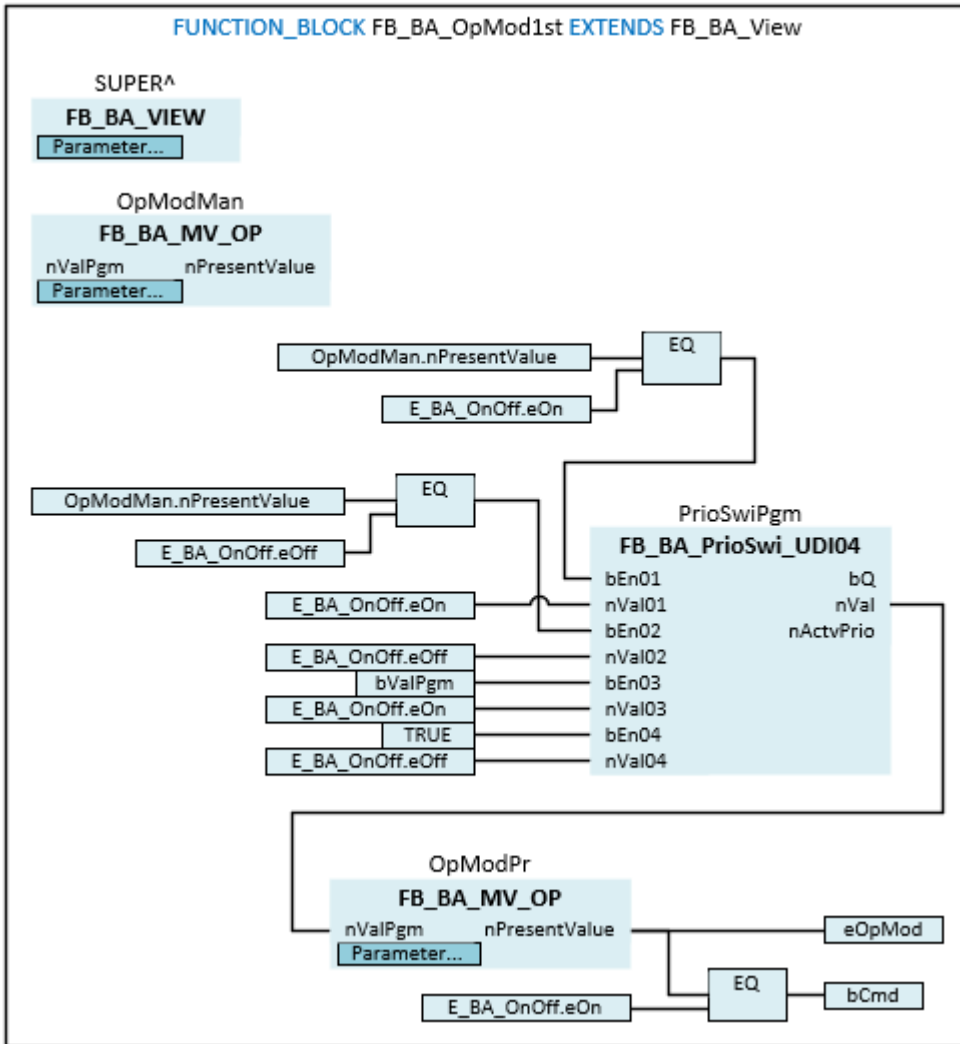 FUNCTION_BLOCK FB_BA_OpMod1st EXTENDS FB_BA_View
SUPER^
FB_BA_VIEW
Parameter...
OpModMan
FB_BA_MV_OP
nValPgm nPresentValue
Parameter...
OpModMan.nPresentValue
EQ
E_BA_OnOff.eOn
OpModMan.nPresentValue
EQ
E_BA_OnOff.eOff
PrioSwiPgm
FB_BA_PrioSwi_UDI04
bEn01 bQ
E_BA_OnOff.eOn nVal01 nVal
bEn02 nActvPrio
E_BA_OnOff.eOff nVal02
bValPgm bEn03
E_BA_OnOff.eOn nVal03
TRUE bEn04
E_BA_OnOff.eOff nVal04
OpModPr
FB_BA_MV_OP
nValPgm nPresentValue eOpMod
Parameter...
EQ
E_BA_OnOff.eOn
bCmd